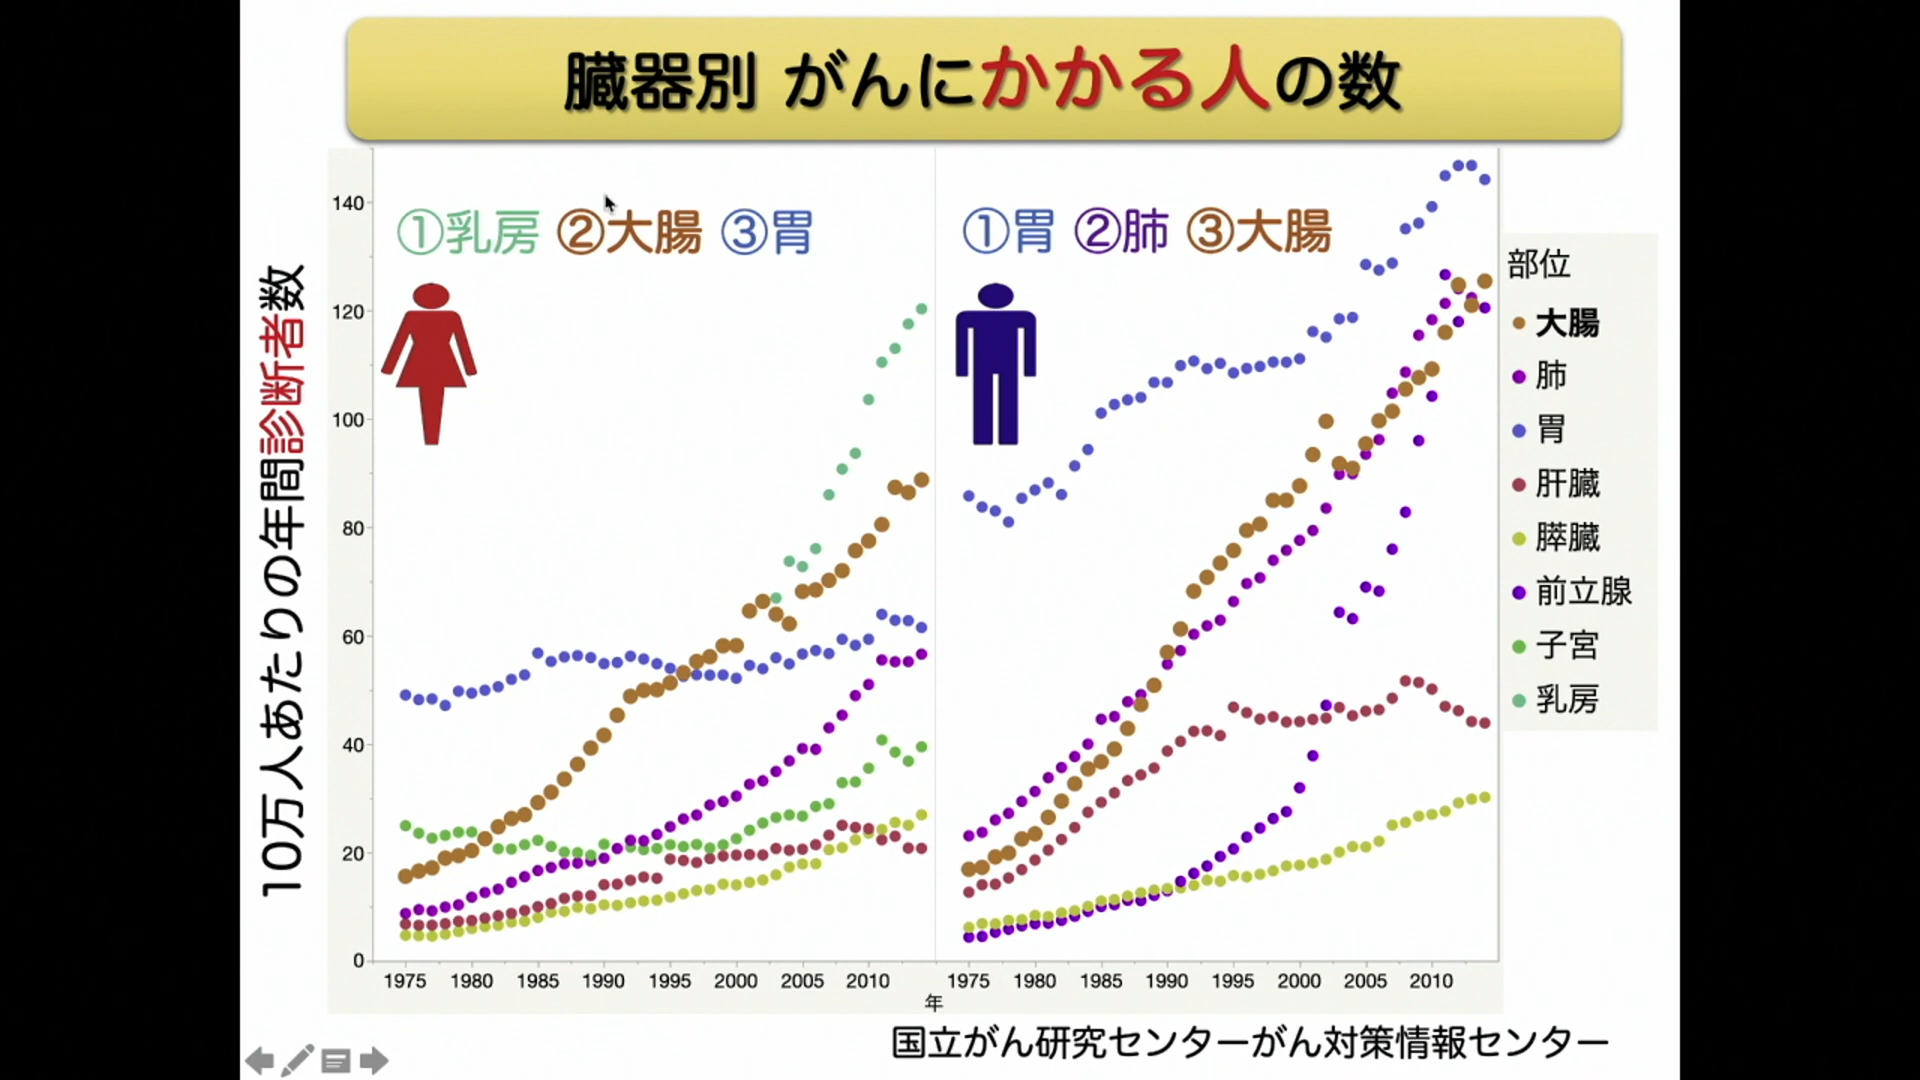 臓器別 がんにかかる人の数
10万人あたりの年間診断者数
①乳房 ②大腸 ③胃
①胃 ②肺 ③大腸
140
120
100
80
60
40
20
0
1975 1980 1985 1990 1995 2000 2005 2010
1975 1980 1985 1990 1995 2000 2005 2010
年
部位
大腸
肺
胃
肝臓
膵臓
前立腺
子宮
乳房
国立がん研究センターがん対策情報センター